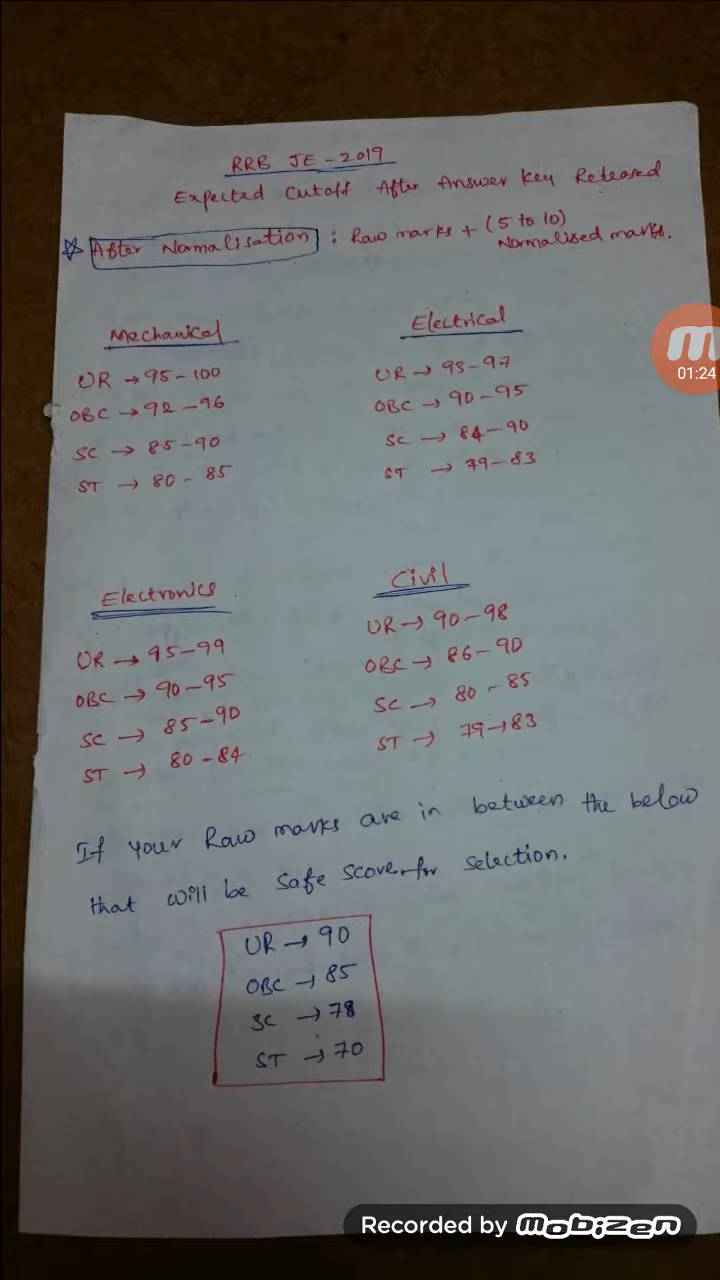 RRB JE - 2019
Expected Cutoff After Answer Key Released
☆ After Normalisation : Raw marks + (5 to 10)
Normalised marks.
Mechanical
UR → 95-100
OBC → 92-96
SC → 85-90
ST → 80-85
Electrical
UR → 93-97
OBC → 90-95
SC → 84-90
ST → 79-83
Electronics
UR → 95-99
OBC → 90-95
SC → 85-90
ST → 80-84
Civil
UR → 90-98
OBC → 86-90
SC → 80-85
ST → 79→83
If your Raw marks are in between the below
that will be safe score for selection.
UR → 90
OBC → 85
SC → 78
ST → 70
m
01:24
Recorded by mobizen